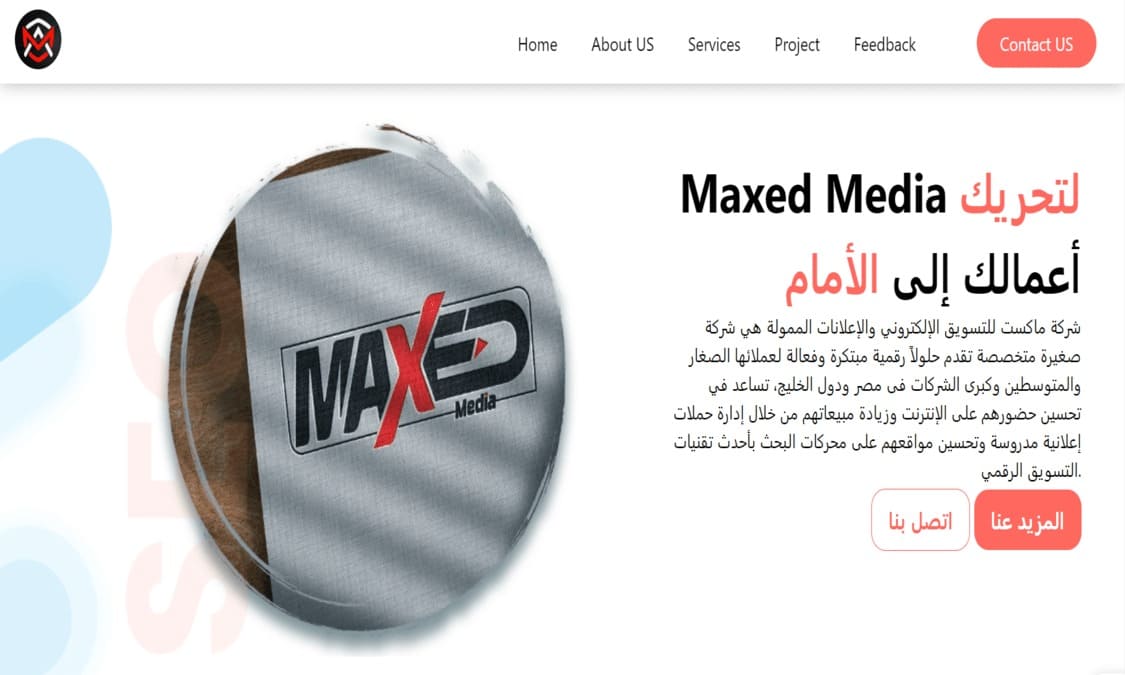 Home About US Services Project Feedback Contact US
SEO
MAXED
Media
Maxed Media لتحريك
أعمالك إلى الأمام
شركة ماكست للتسويق الإلكتروني والإعلانات الممولة هي شركة
صغيرة متخصصة تقدم حلولاً رقمية مبتكرة وفعالة لعملائها الصغار
والمتوسطين وكبرى الشركات فى مصر ودول الخليج، تساعد في
تحسين حضورهم على الإنترنت وزيادة مبيعاتهم من خلال إدارة حملات
إعلانية مدروسة وتحسين مواقعهم على محركات البحث بأحدث تقنيات
.التسويق الرقمي
المزيد عنا اتصل بنا